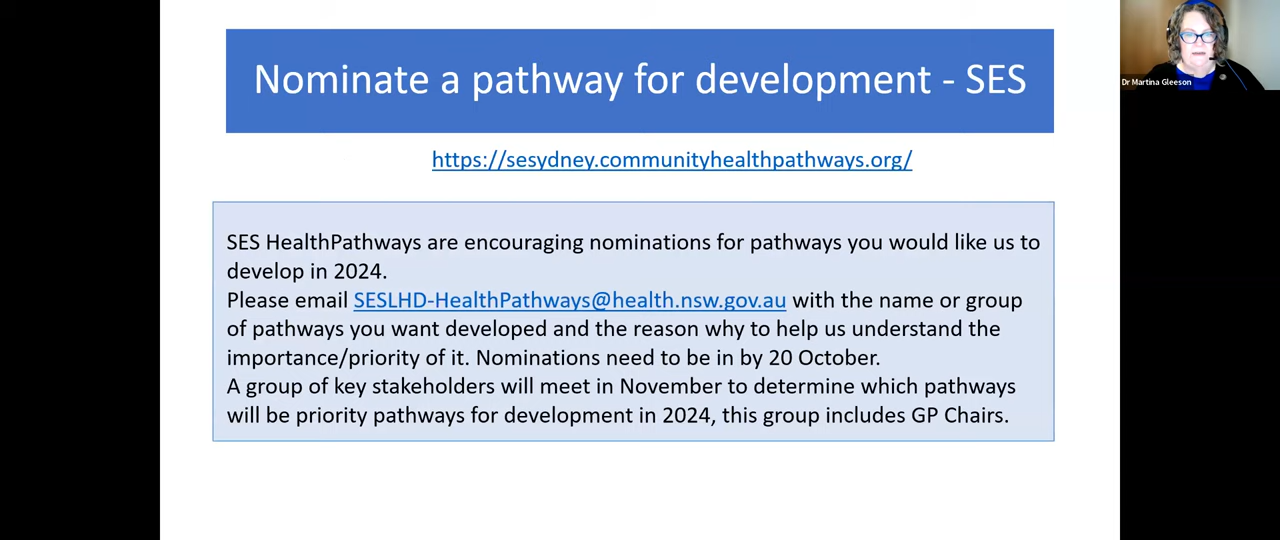 Nominate a pathway for development - SES
Dr Martina Gleeson
https://sesydney.communityhealthpathways.org/
SES HealthPathways are encouraging nominations for pathways you would like us to
develop in 2024.
Please email SESLHD-HealthPathways@health.nsw.gov.au with the name or group
of pathways you want developed and the reason why to help us understand the
importance/priority of it. Nominations need to be in by 20 October.
A group of key stakeholders will meet in November to determine which pathways
will be priority pathways for development in 2024, this group includes GP Chairs.